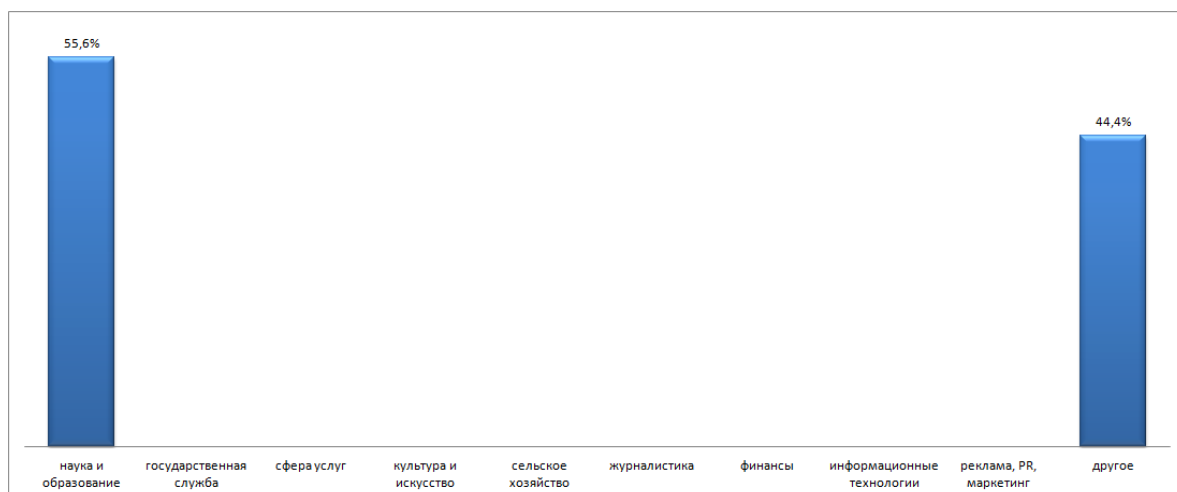 55,6%
44,4%
наука и
образование
государственная
служба
сфера услуг
культура и
искусство
сельское
хозяйство
журналистика
финансы
информационные
технологии
реклама, PR,
маркетинг
другое